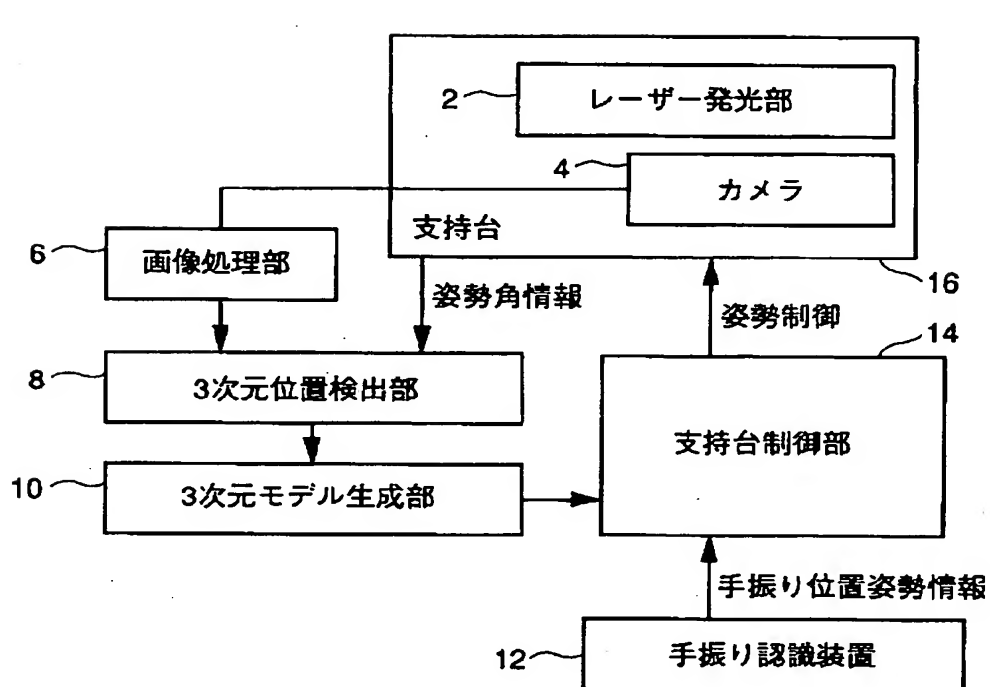 2
レーザー発光部
4
カメラ
支持台
16
6
画像処理部
姿勢角情報
姿勢制御
14
8
3次元位置検出部
支持台制御部
10
3次元モデル生成部
手振り位置姿勢情報
12
手振り認識装置